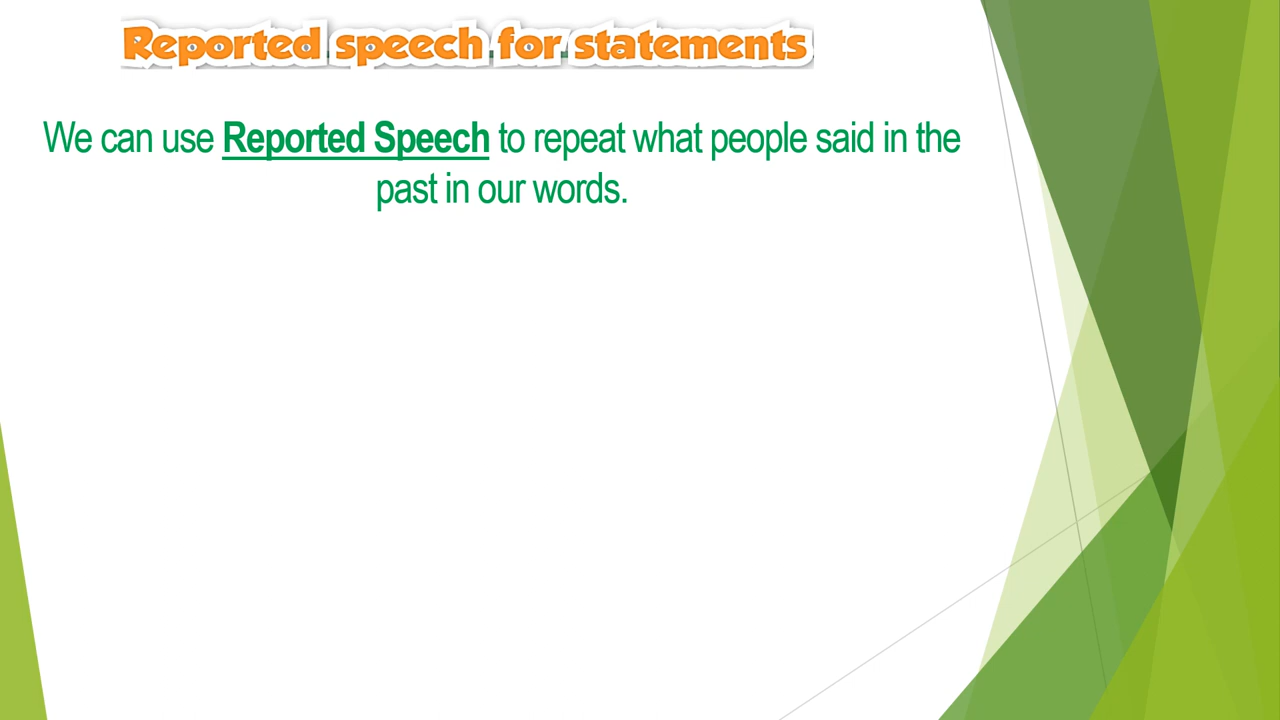 Reported speech for statements
We can use Reported Speech to repeat what people said in the
past in our words.